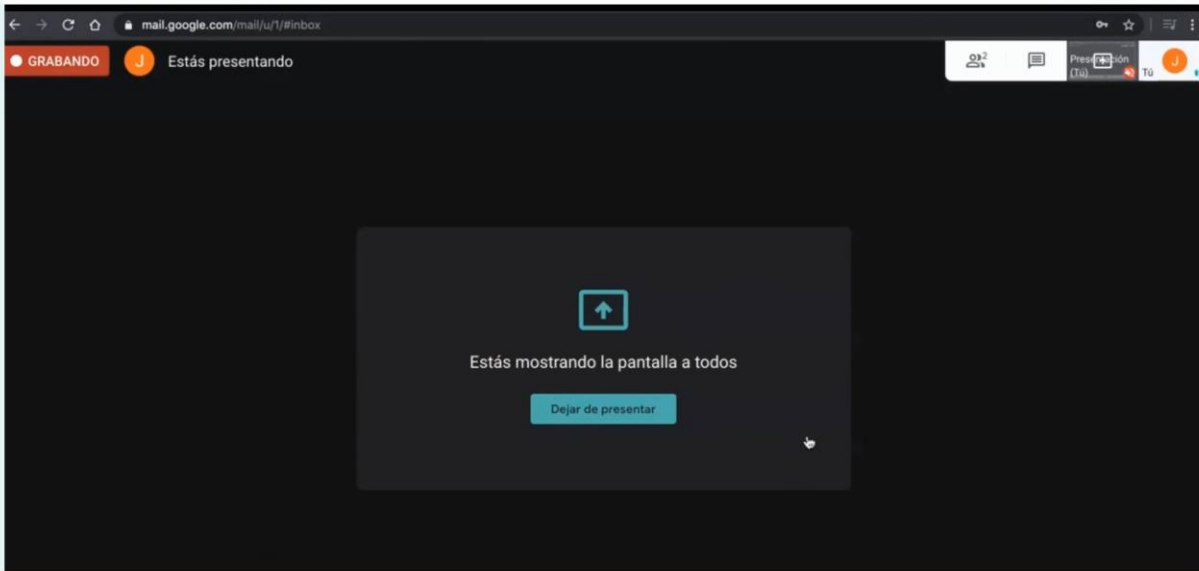 mail.google.com/mail/u/1/#inbox
GRABANDO
J
Estás presentando
2
Presentación
(Tú)
Tú
J
Estás mostrando la pantalla a todos
Dejar de presentar